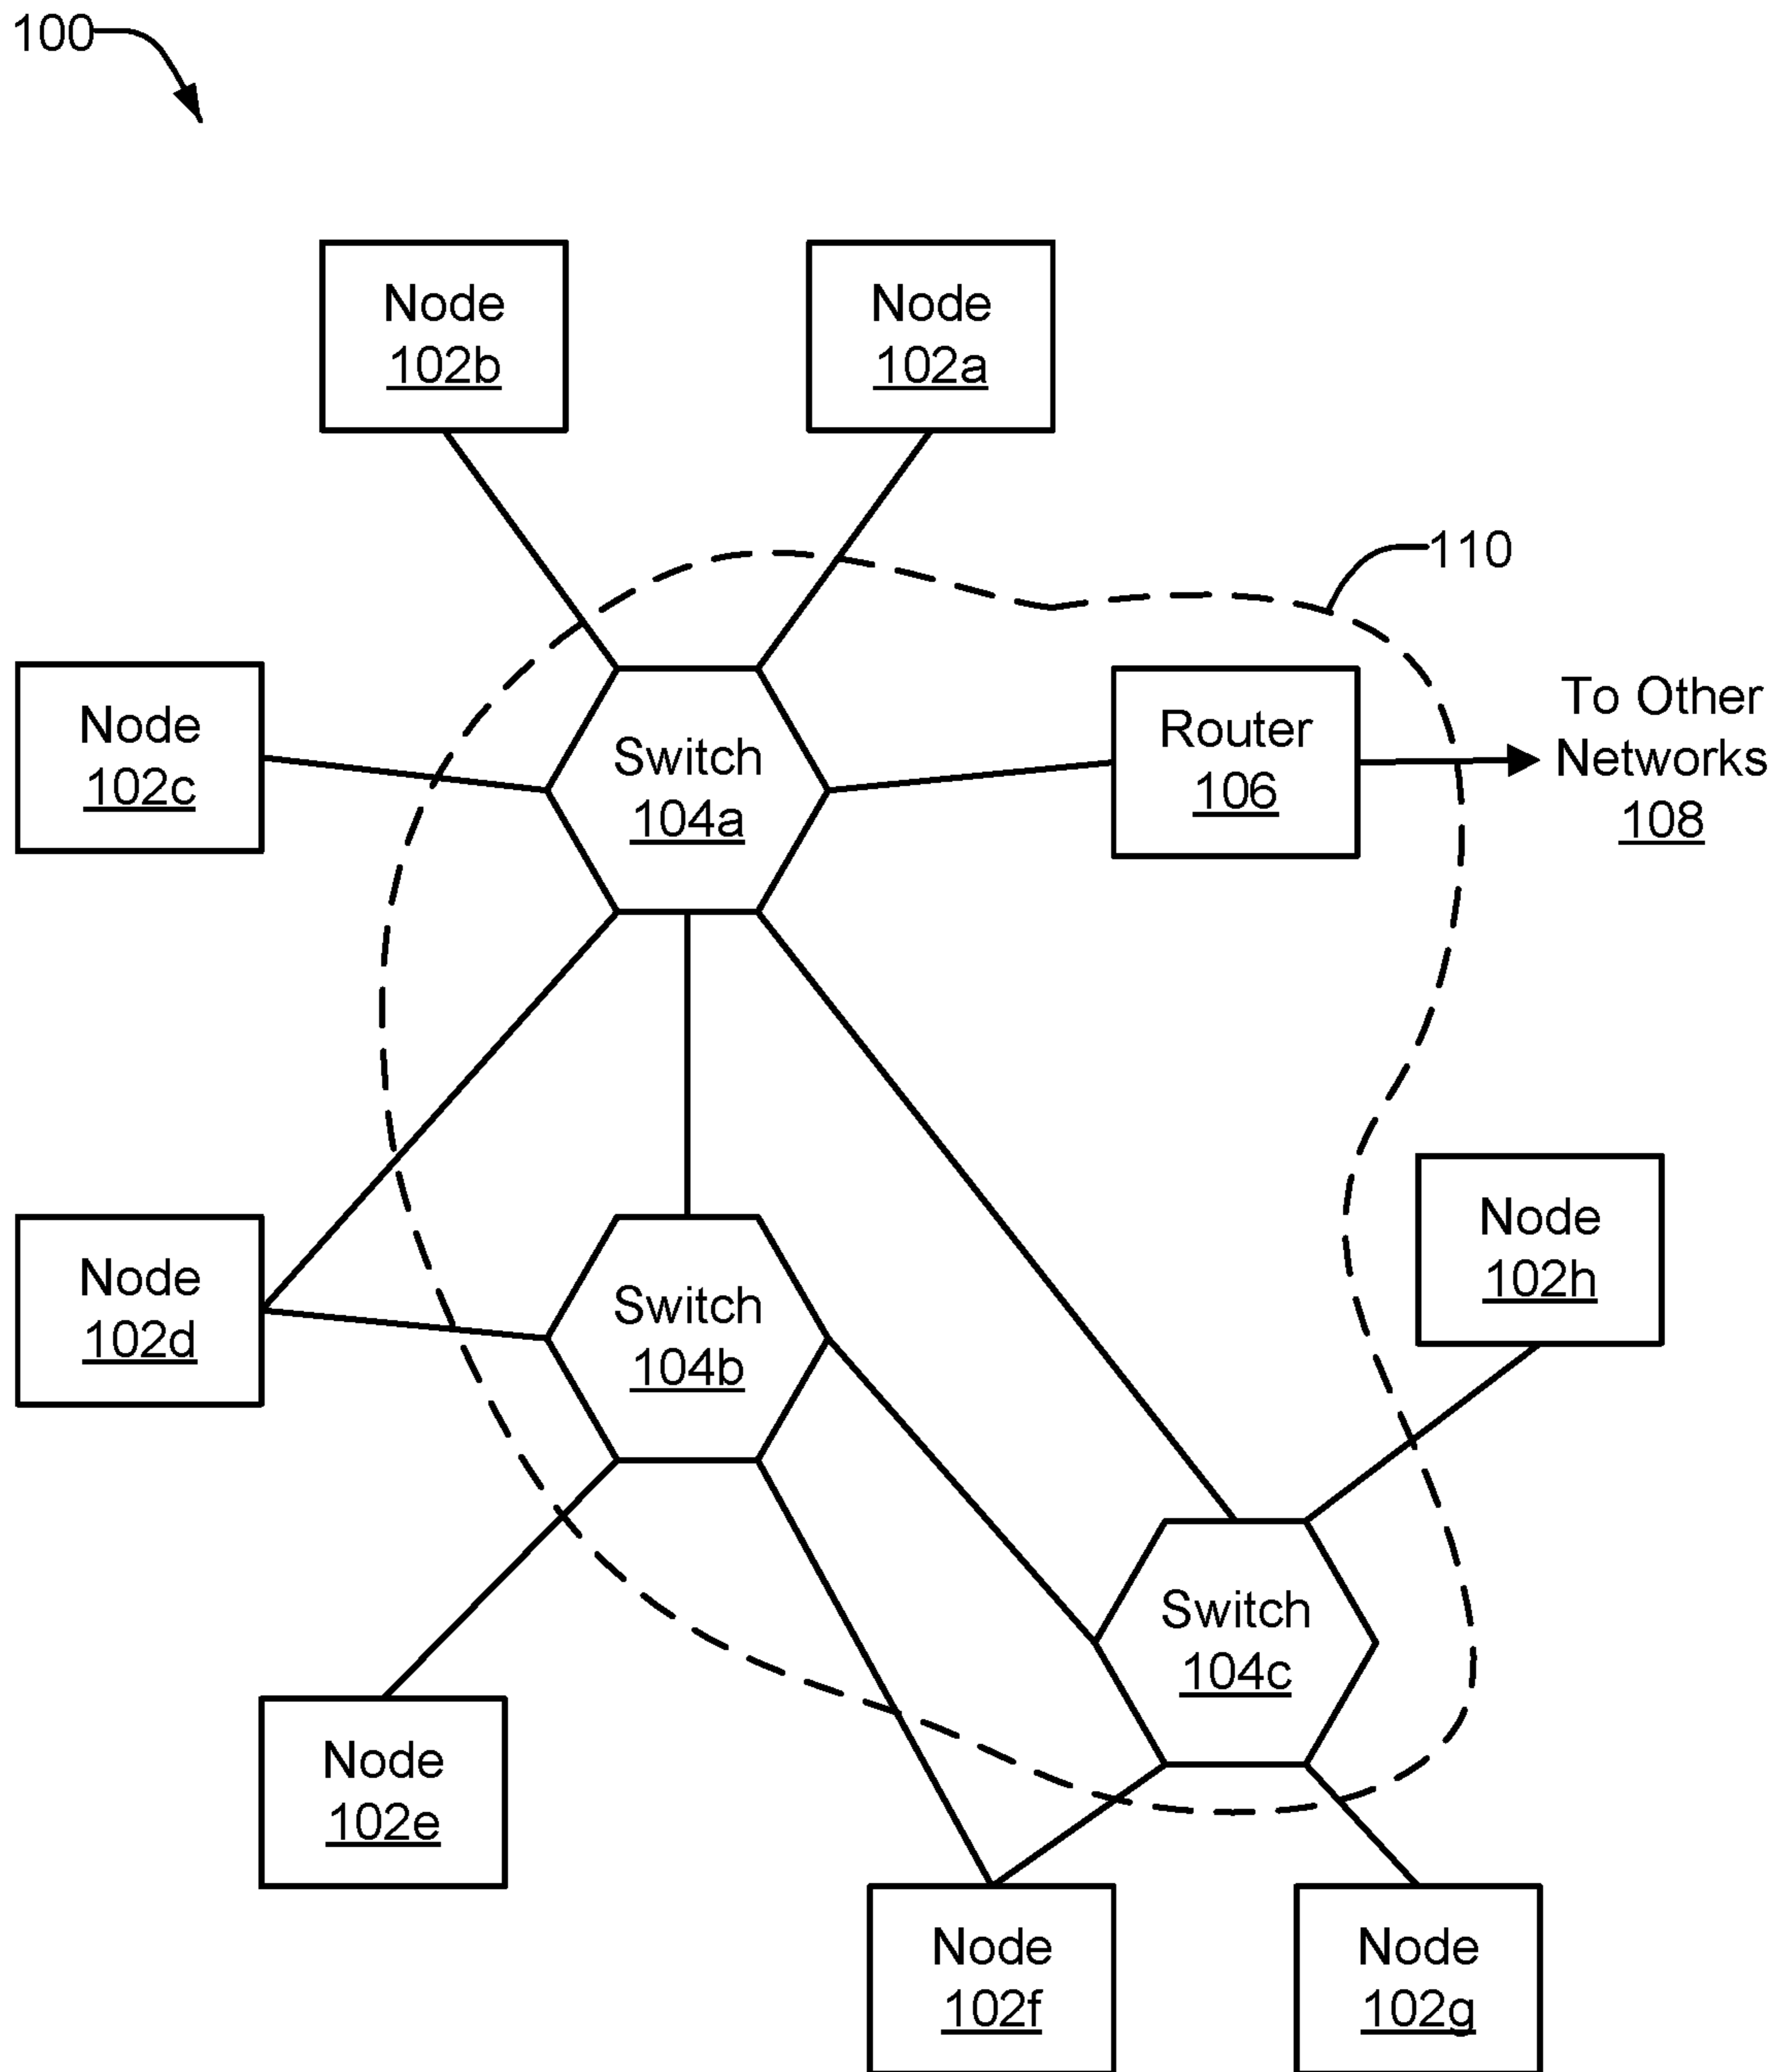 100
Node
102b
Node
102a
110
Node
102c
Switch
104a
Router
106
To Other
Networks
108
Node
102d
Switch
104b
Node
102h
Switch
104c
Node
102e
Node
102f
Node
102g